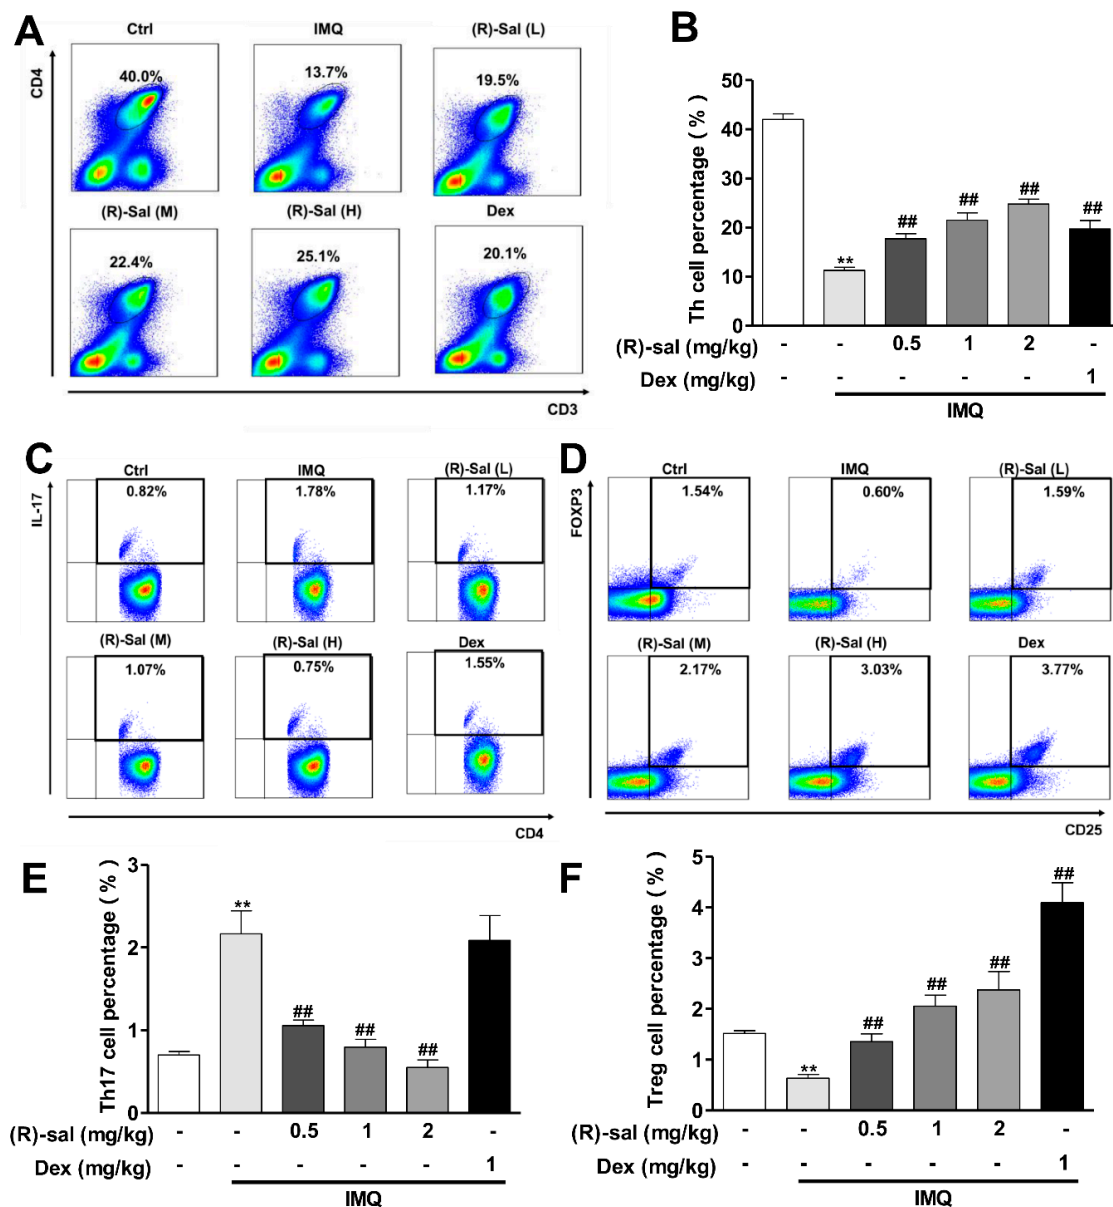 A
Ctrl
IMQ
(R)-Sal (L)
CD4
40.0%
13.7%
19.5%
(R)-Sal (M)
(R)-Sal (H)
Dex
22.4%
25.1%
20.1%
CD3
B
Th cell percentage ( % )
50
40
30
20
10
0
**
##
##
##
##
(R)-sal (mg/kg) - - 0.5 1 2 -
Dex (mg/kg) - - - - - 1
IMQ
C
Ctrl
IMQ
(R)-Sal (L)
IL-17
0.82%
1.78%
1.17%
(R)-Sal (M)
(R)-Sal (H)
Dex
1.07%
0.75%
1.55%
CD4
D
Ctrl
IMQ
(R)-Sal (L)
FOXP3
1.54%
0.60%
1.59%
(R)-Sal (M)
(R)-Sal (H)
Dex
2.17%
3.03%
3.77%
CD25
E
Th17 cell percentage ( % )
3
2
1
0
**
##
##
##
(R)-sal (mg/kg) - - 0.5 1 2 -
Dex (mg/kg) - - - - - 1
IMQ
F
Treg cell percentage ( % )
5
4
3
2
1
0
**
##
##
##
##
(R)-sal (mg/kg) - - 0.5 1 2 -
Dex (mg/kg) - - - - - 1
IMQ